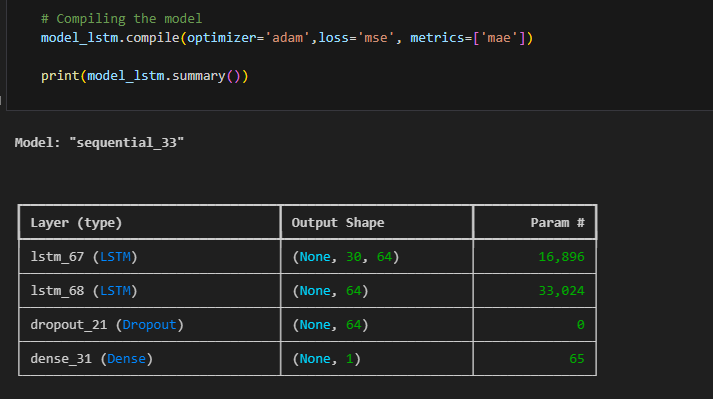 # Compiling the model
model_lstm.compile(optimizer='adam',loss='mse', metrics=['mae'])
print(model_lstm.summary())
Model: "sequential_33"
Layer (type) Output Shape Param #
lstm_67 (LSTM) (None, 30, 64) 16,896
lstm_68 (LSTM) (None, 64) 33,024
dropout_21 (Dropout) (None, 64) 0
dense_31 (Dense) (None, 1) 65